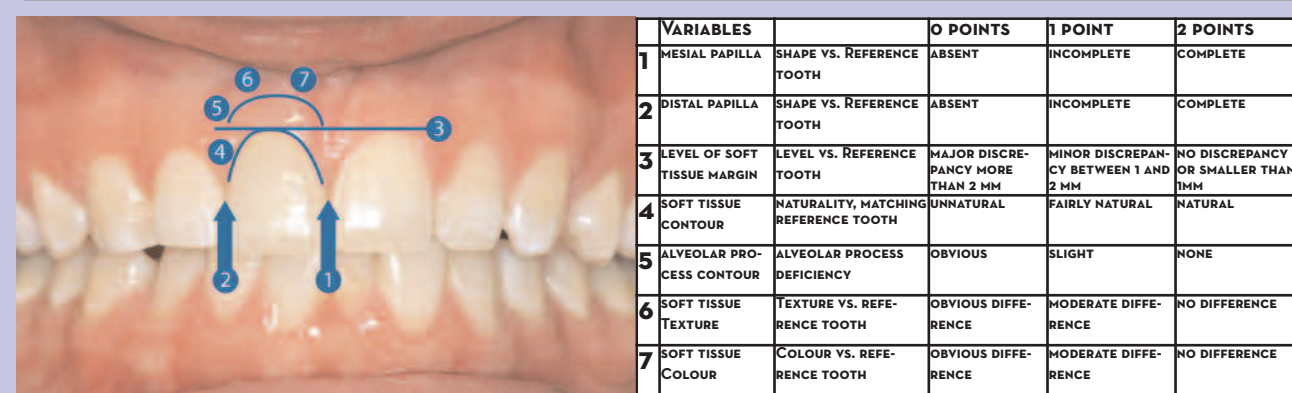 VARIABLES 0 POINTS 1 POINT 2 POINTS
1 MESIAL PAPILLA SHAPE VS. REFERENCE ABSENT INCOMPLETE COMPLETE
TOOTH
2 DISTAL PAPILLA SHAPE VS. REFERENCE ABSENT INCOMPLETE COMPLETE
TOOTH
3 LEVEL OF SOFT LEVEL VS. REFERENCE MAJOR DISCRE- MINOR DISCREPAN- NO DISCREPANCY
TISSUE MARGIN TOOTH PANCY MORE CY BETWEEN 1 AND OR SMALLER THAN
THAN 2 MM 2 MM 1MM
4 SOFT TISSUE NATURALITY, MATCHING UNNATURAL FAIRLY NATURAL NATURAL
CONTOUR REFERENCE TOOTH
5 ALVEOLAR PRO- ALVEOLAR PROCESS OBVIOUS SLIGHT NONE
CESS CONTOUR DEFICIENCY
6 SOFT TISSUE TEXTURE VS. REFE- OBVIOUS DIFFE- MODERATE DIFFE- NO DIFFERENCE
TEXTURE RENCE TOOTH RENCE RENCE
7 SOFT TISSUE COLOUR VS. REFE- OBVIOUS DIFFE- MODERATE DIFFE- NO DIFFERENCE
COLOUR RENCE TOOTH RENCE RENCE
6 7
5
3
4
2 1